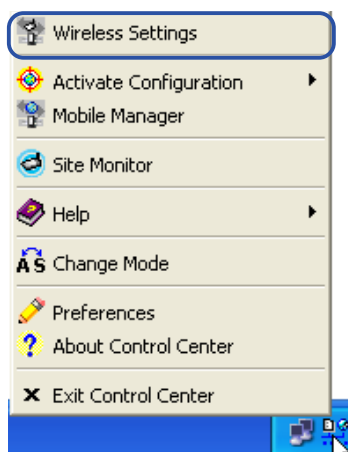 Wireless Settings
Activate Configuration
Mobile Manager
Site Monitor
Help
A S Change Mode
Preferences
? About Control Center
Exit Control Center